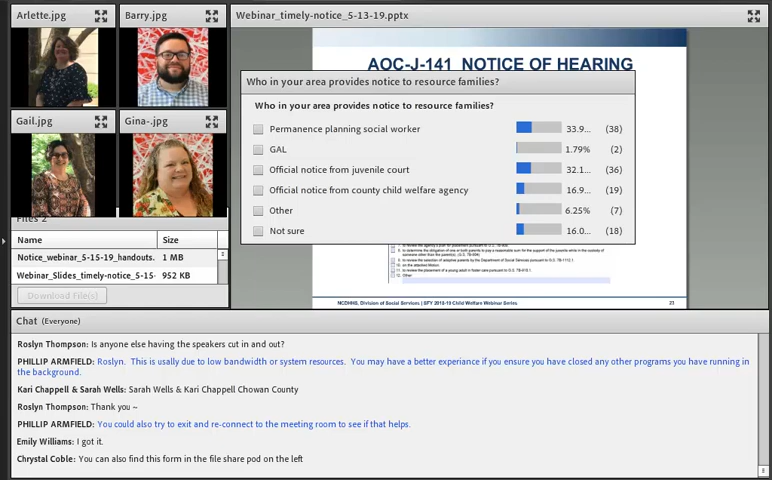 Arlette.jpg
Barry.jpg
Gail.jpg
Gina-.jpg
Files 2
Name Size
Notice_webinar_5-15-19_handouts. 1 MB
Webinar_Slides_timely-notice_5-15- 952 KB
Download File(s)
Webinar_timely-notice_5-13-19.pptx
AOC-J-141 NOTICE OF HEARING
Who in your area provides notice to resource families?
Who in your area provides notice to resource families?
Permanence planning social worker 33.9... (38)
GAL 1.79% (2)
Official notice from juvenile court 32.1... (36)
Official notice from county child welfare agency 16.9... (19)
Other 6.25% (7)
Not sure 16.0... (18)
NCDHHS, Division of Social Services | SFY 2018-19 Child Welfare Webinar Series
Chat (Everyone)
Roslyn Thompson: Is anyone else having the speakers cut in and out?
PHILLIP ARMFIELD: Roslyn. This is usally due to low bandwidth or system resources. You may have a better experiance if you ensure you have closed any other programs you have running in
the background.
Kari Chappell & Sarah Wells: Sarah Wells & Kari Chappell Chowan County
Roslyn Thompson: Thank you ~
PHILLIP ARMFIELD: You could also try to exit and re-connect to the meeting room to see if that helps.
Emily Williams: I got it.
Chrystal Coble: You can also find this form in the file share pod on the left